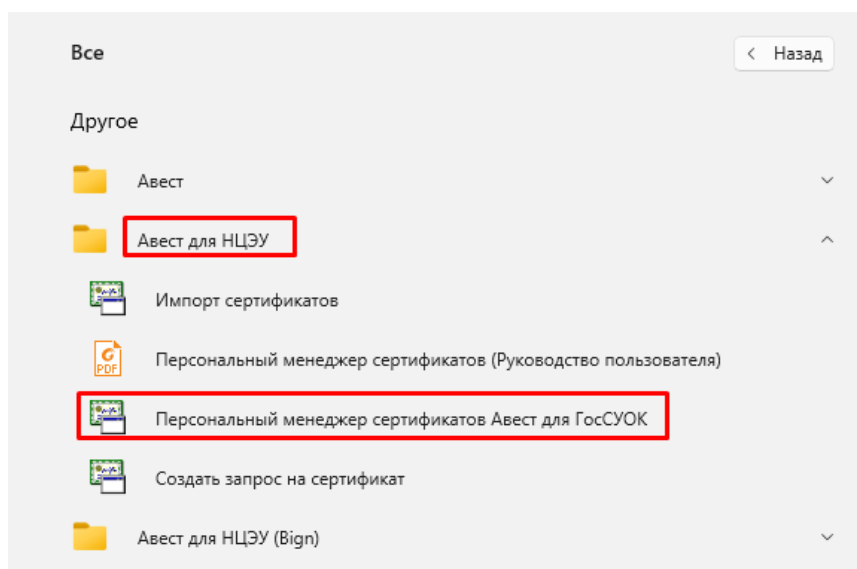 Все
Назад
Другое
Авест
Авест для НЦЭУ
Импорт сертификатов
PDF
Персональный менеджер сертификатов (Руководство пользователя)
Персональный менеджер сертификатов Авест для ГосСУОК
Создать запрос на сертификат
Авест для НЦЭУ (Bign)